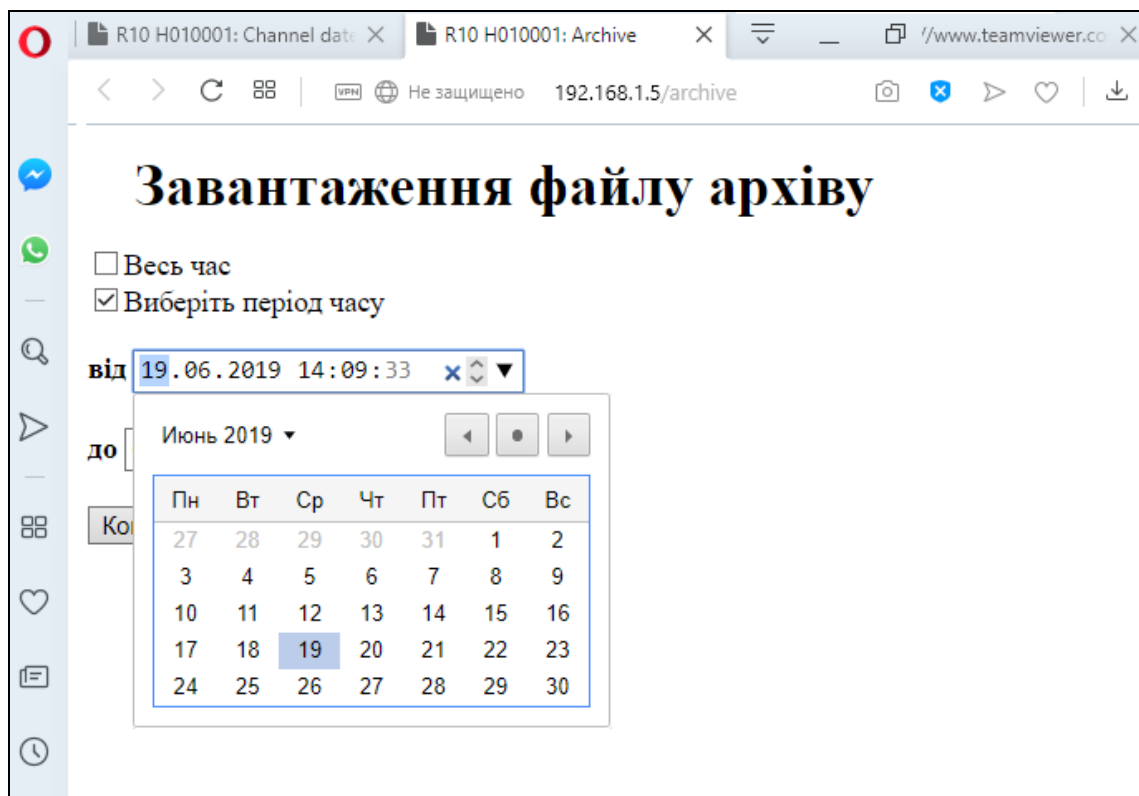 R10 H010001: Channel date
R10 H010001: Archive
//www.teamviewer.co
VPN
Не защищено
192.168.1.5/archive
Завантаження файлу архіву
Весь час
Виберіть період часу
від 19.06.2019 14:09:33
до
Июнь 2019
Пн Вт Ср Чт Пт Сб Вс
27 28 29 30 31 1 2
3 4 5 6 7 8 9
10 11 12 13 14 15 16
17 18 19 20 21 22 23
24 25 26 27 28 29 30